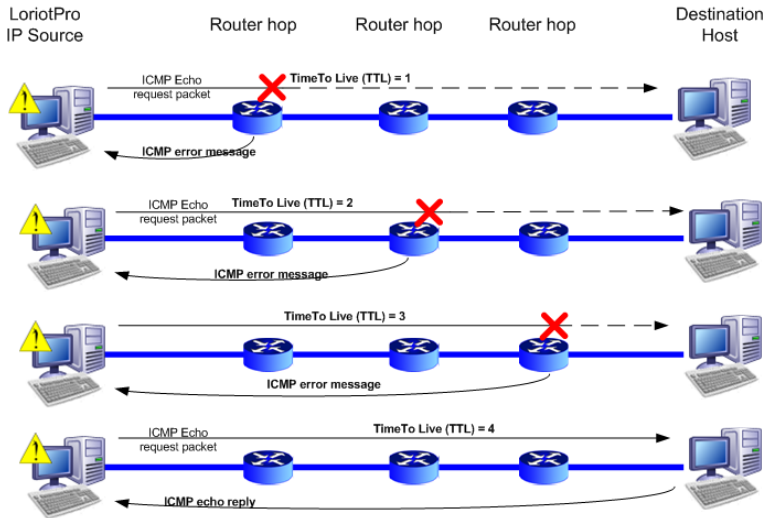 LoriotPro
IP Source
Router hop
Router hop
Router hop
Destination
Host
ICMP Echo
request packet
TimeTo Live (TTL) = 1
ICMP error message
ICMP Echo
request packet
TimeTo Live (TTL) = 2
ICMP error message
TimeTo Live (TTL) = 3
ICMP error message
ICMP Echo
request packet
TimeTo Live (TTL) = 4
ICMP echo reply